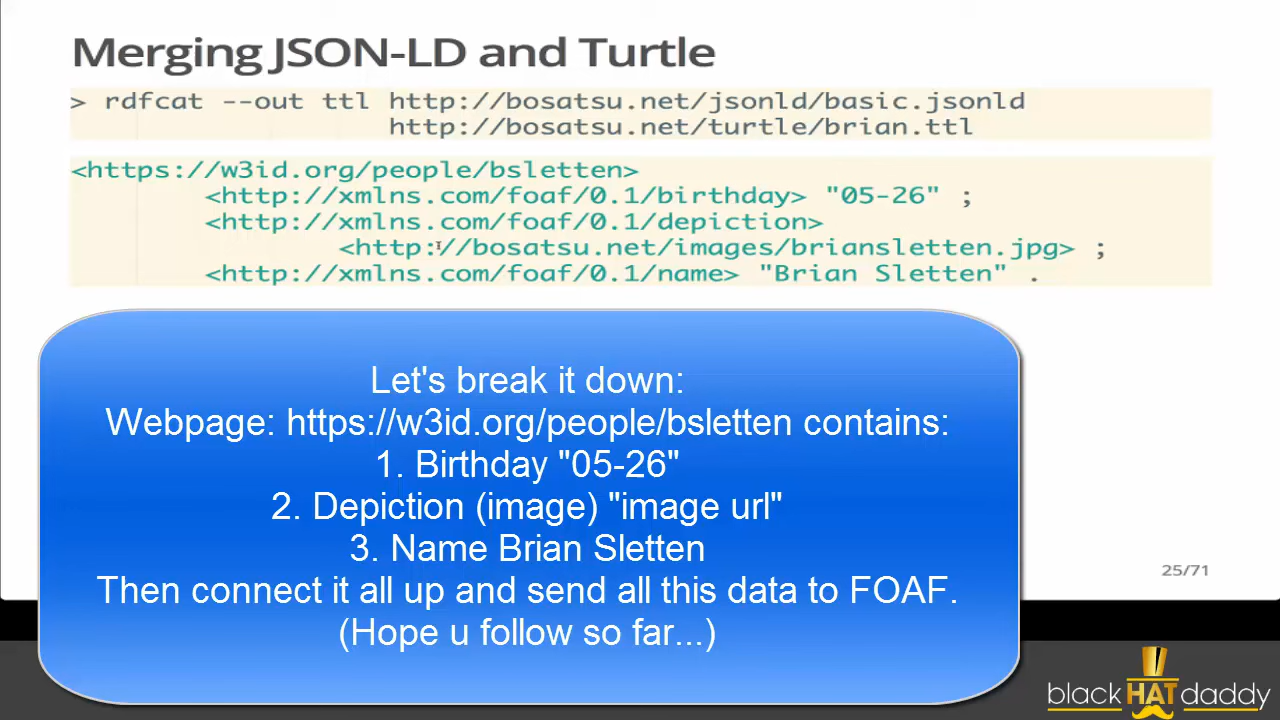 Merging JSON-LD and Turtle
> rdfcat --out ttl http://bosatsu.net/jsonld/basic.jsonld
http://bosatsu.net/turtle/brian.ttl
<https://w3id.org/people/bsletten>
<http://xmlns.com/foaf/0.1/birthday> "05-26" ;
<http://xmlns.com/foaf/0.1/depiction>
<http://bosatsu.net/images/briansletten.jpg> ;
<http://xmlns.com/foaf/0.1/name> "Brian Sletten" .
Let's break it down:
Webpage: https://w3id.org/people/bsletten contains:
1. Birthday "05-26"
2. Depiction (image) "image url"
3. Name Brian Sletten
Then connect it all up and send all this data to FOAF.
(Hope u follow so far...)
25/71
black HAT daddy